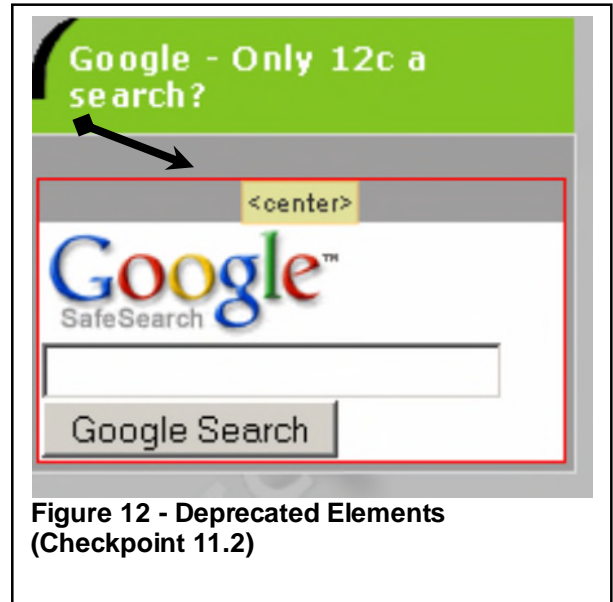 Google - Only 12c a
search?
<center>
Google™
SafeSearch
Google Search
Figure 12 - Deprecated Elements
(Checkpoint 11.2)